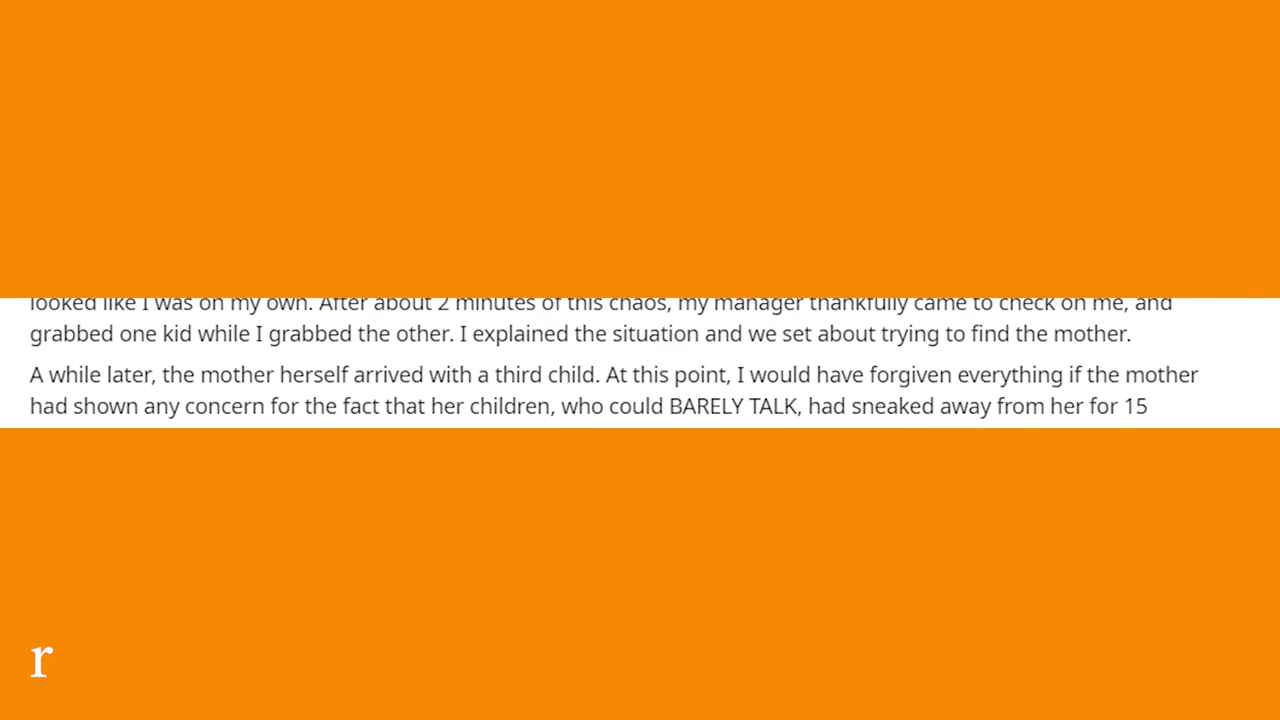 looked like I was on my own. After about 2 minutes of this chaos, my manager thankfully came to check on me, and
grabbed one kid while I grabbed the other. I explained the situation and we set about trying to find the mother.
A while later, the mother herself arrived with a third child. At this point, I would have forgiven everything if the mother
had shown any concern for the fact that her children, who could BARELY TALK, had sneaked away from her for 15
r